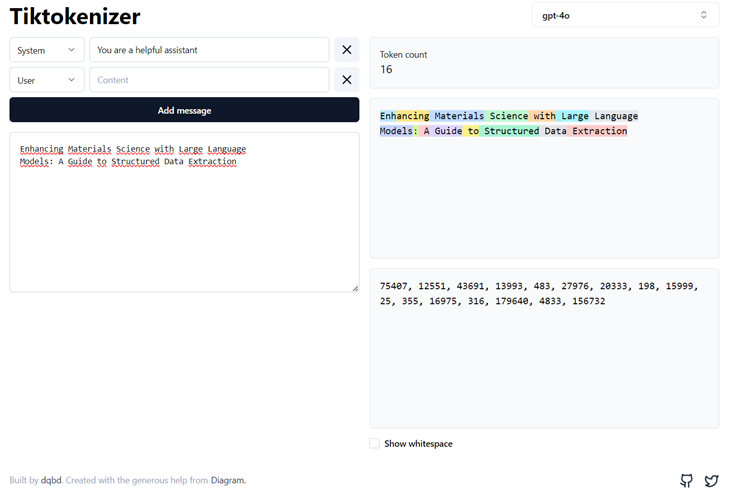 Tiktokenizer
gpt-4o
System You are a helpful assistant
User Content
Add message
Enhancing Materials Science with Large Language
Models: A Guide to Structured Data Extraction
Token count
16
Enhancing Materials Science with Large Language
Models: A Guide to Structured Data Extraction
75407, 12551, 43691, 13993, 483, 27976, 20333, 198, 15999,
25, 355, 16975, 316, 179640, 4833, 156732
Show whitespace
Built by dqbd. Created with the generous help from Diagram.